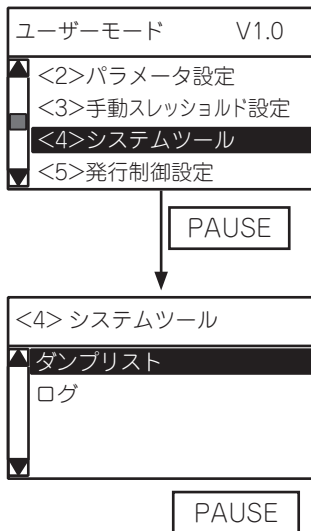 ユーザーモード V1.0
<2>パラメータ設定
<3>手動スレッショルド設定
<4>システムツール
<5>発行制御設定
PAUSE
<4> システムツール
ダンプリスト
ログ
PAUSE